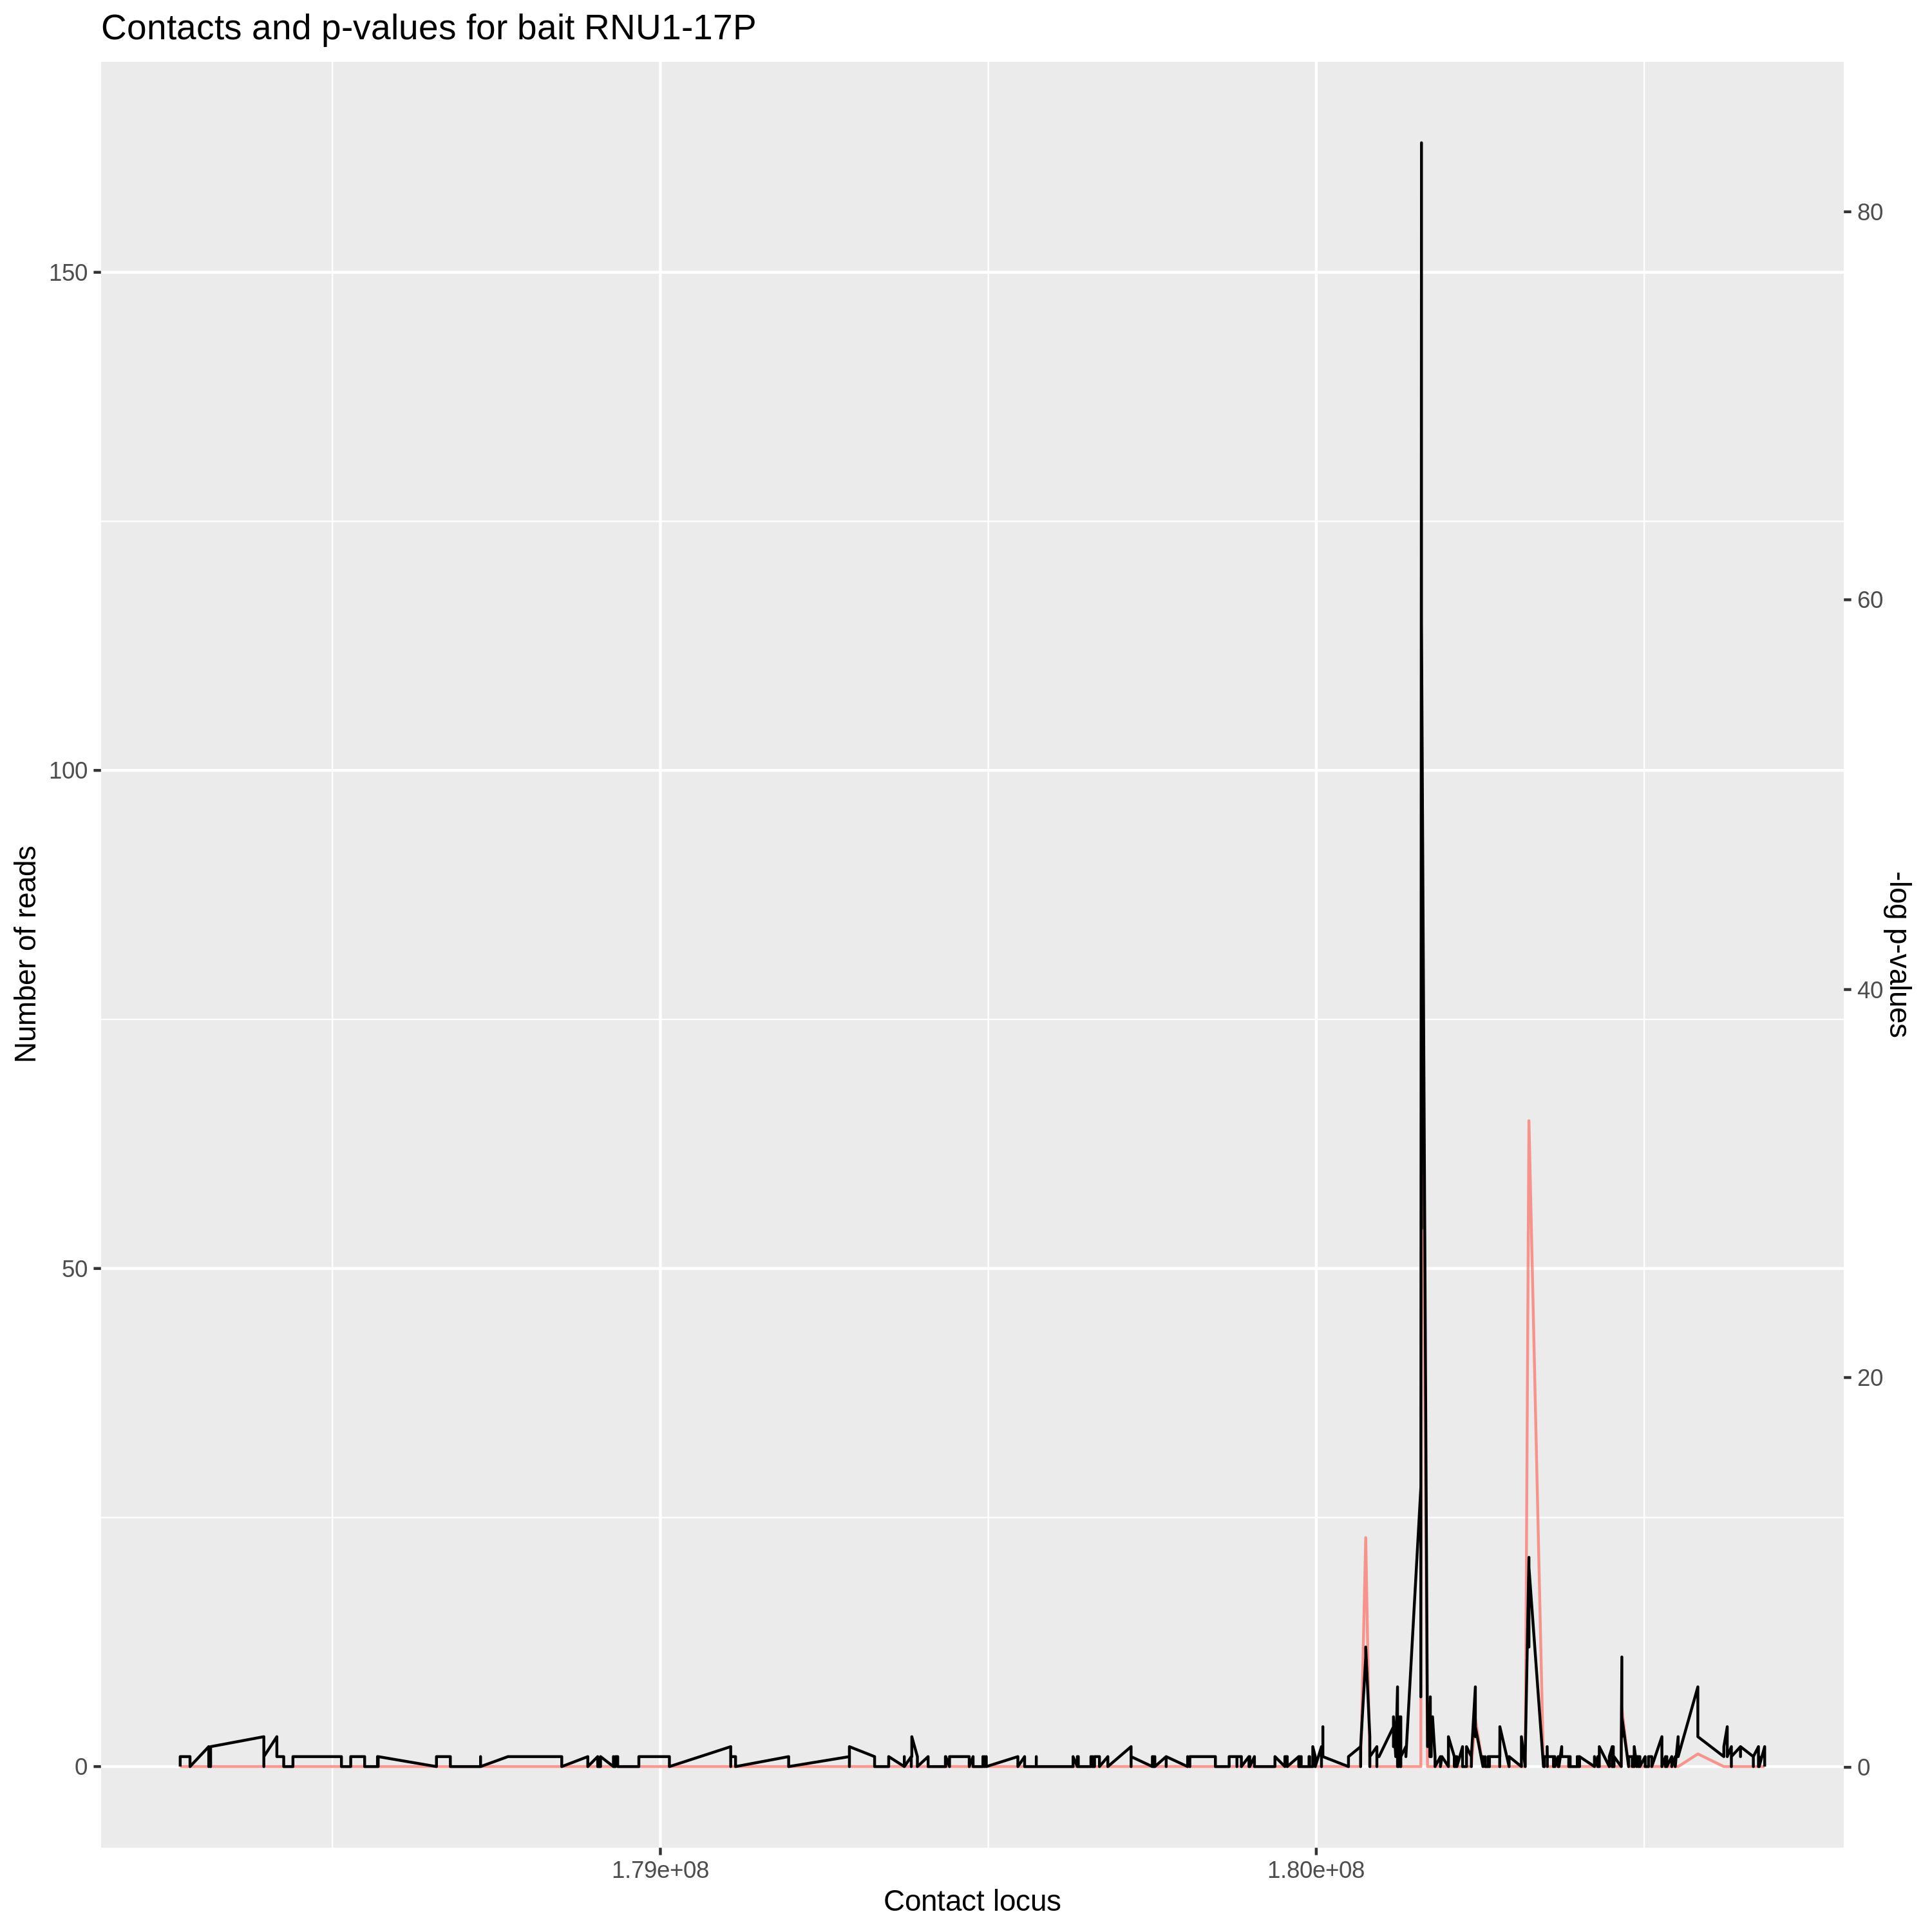 Contacts and p-values for bait RNU1-17P
150
100
50
0
Number of reads
80
60
40
20
0
-log p-values
1.79e+08
1.80e+08
Contact locus